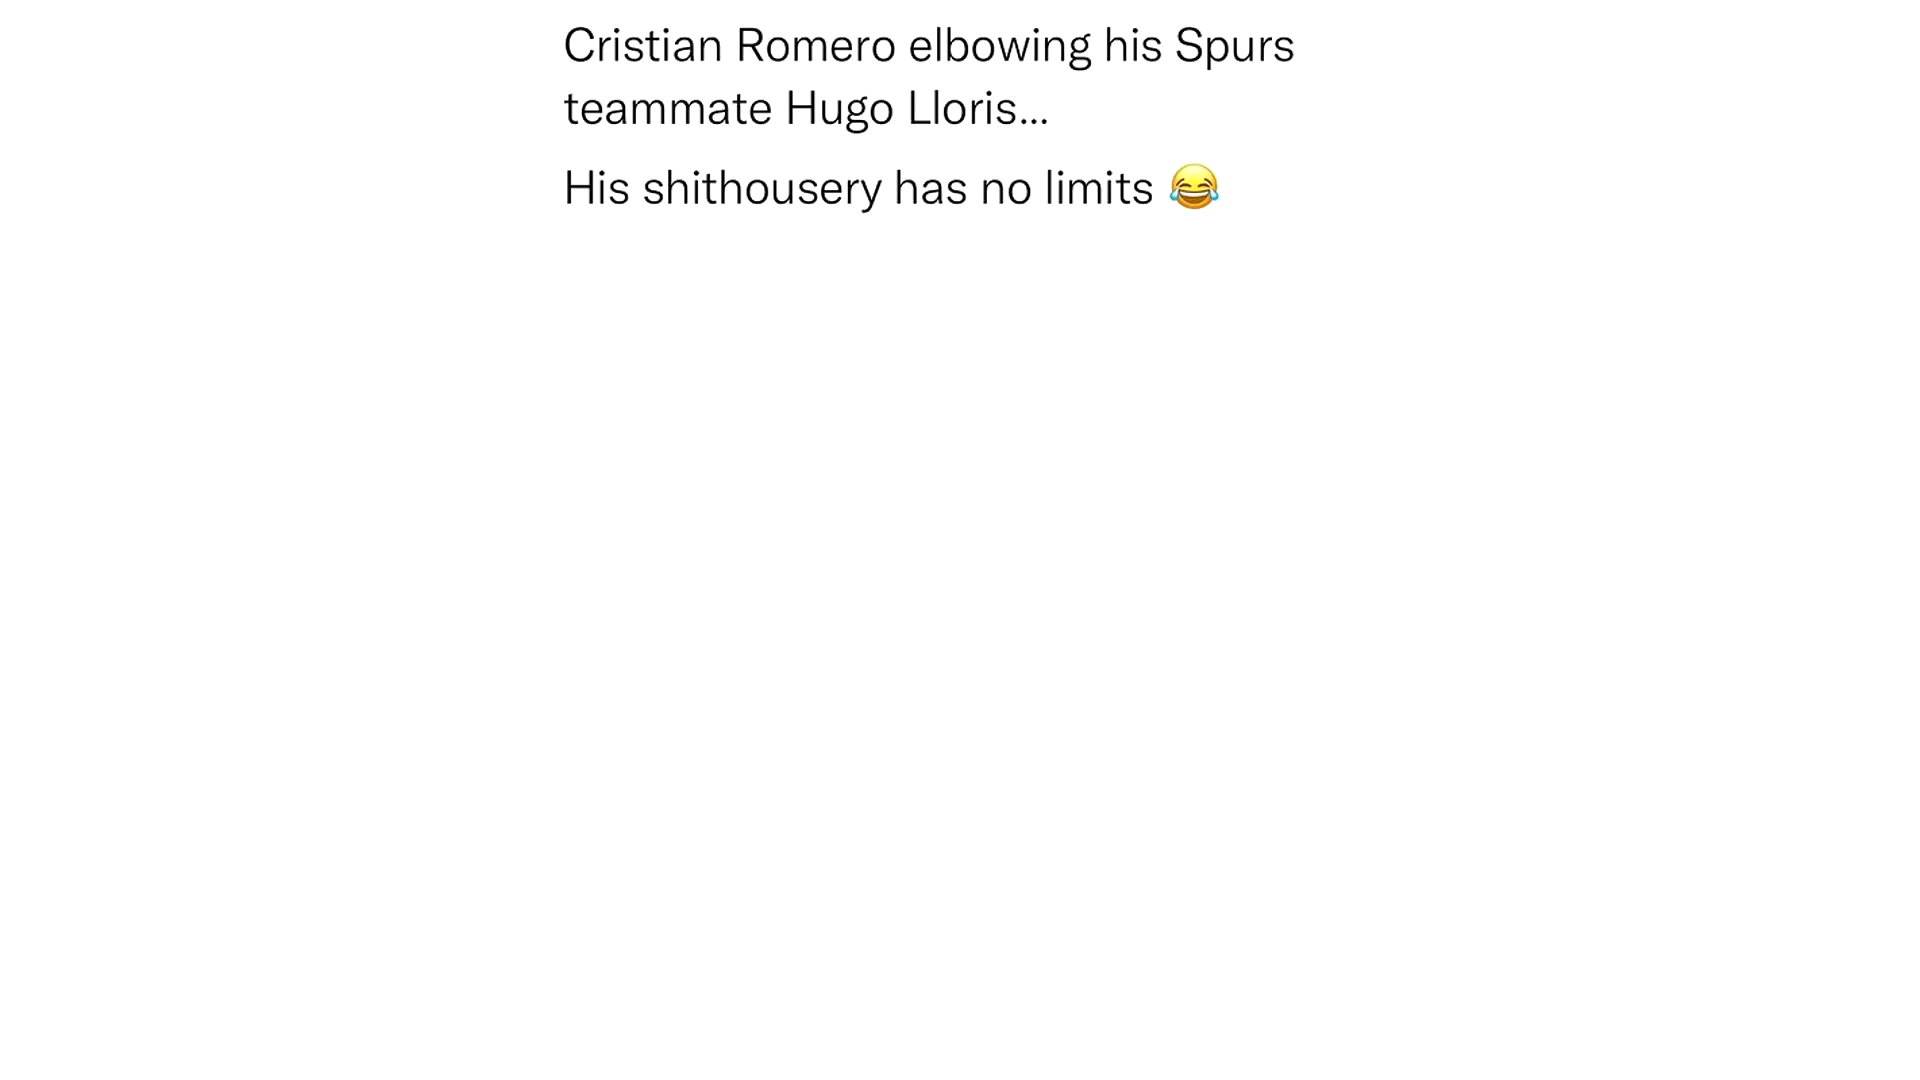 Cristian Romero elbowing his Spurs
teammate Hugo Lloris...
His shithousery has no limits 😂